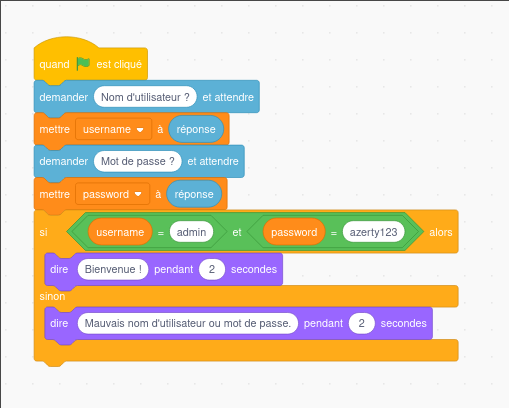 quand est cliqué
demander Nom d'utilisateur ? et attendre
mettre username à réponse
demander Mot de passe ? et attendre
mettre password à réponse
si username = admin et password = azerty123 alors
dire Bienvenue ! pendant 2 secondes
sinon
dire Mauvais nom d'utilisateur ou mot de passe. pendant 2 secondes